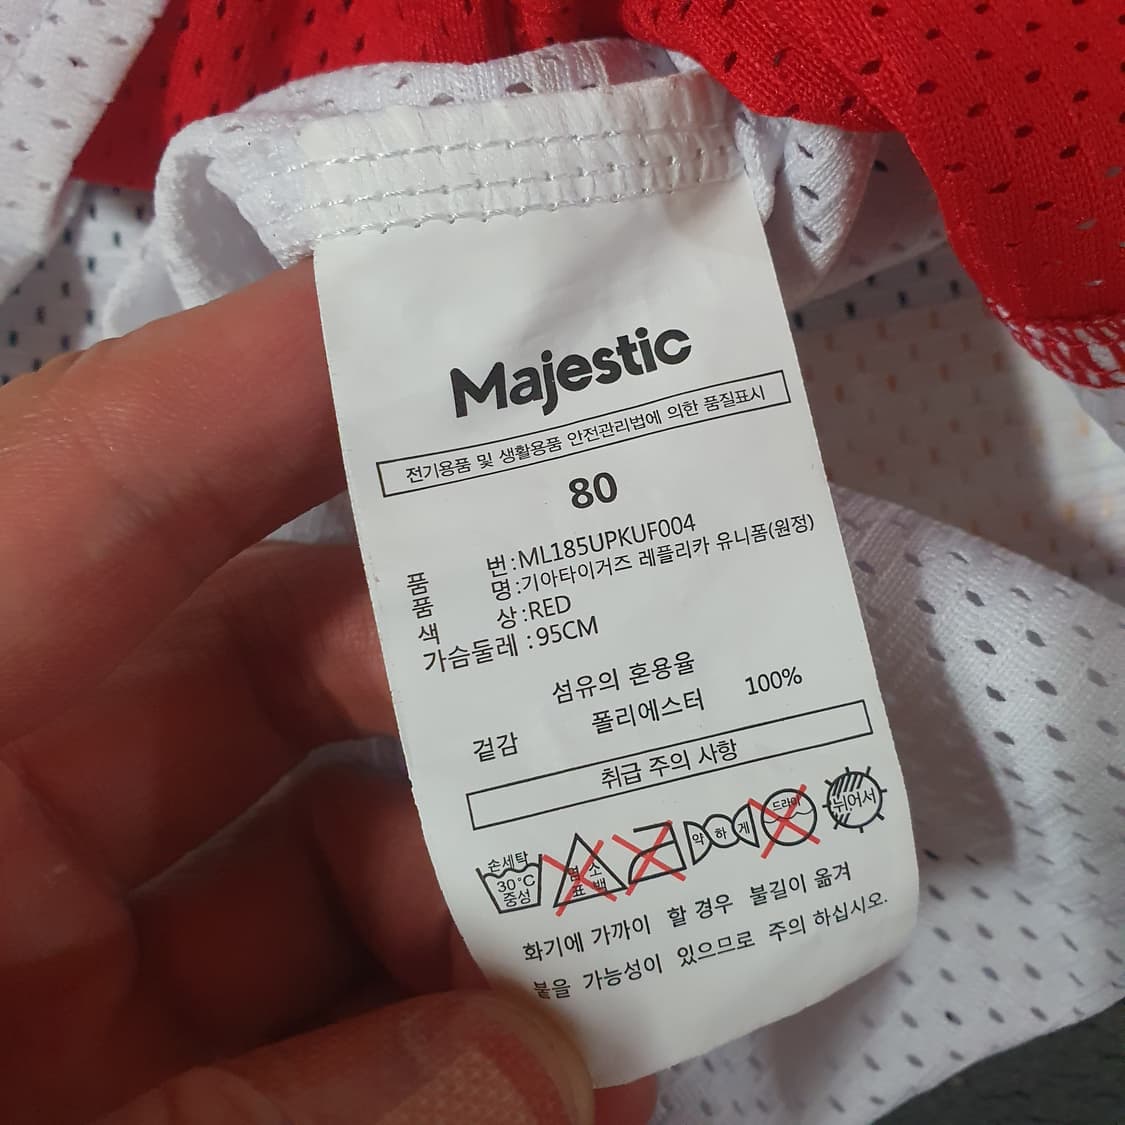 Majestic
전기용품 및 생활용품 안전관리법에 의한 품질표시
80
품 번:ML185UPKUF004
품 명:기아타이거즈 레플리카 유니폼(원정)
색 상:RED
가슴둘레 :95CM
섬유의 혼용율
겉감 폴리에스터 100%
취급 주의 사항
손세탁
30℃
중성
염소
표백
약하게
드라이
뉘어서
화기에 가까이 할 경우 불길이 옮겨
붙을 가능성이 있으므로 주의 하십시오.